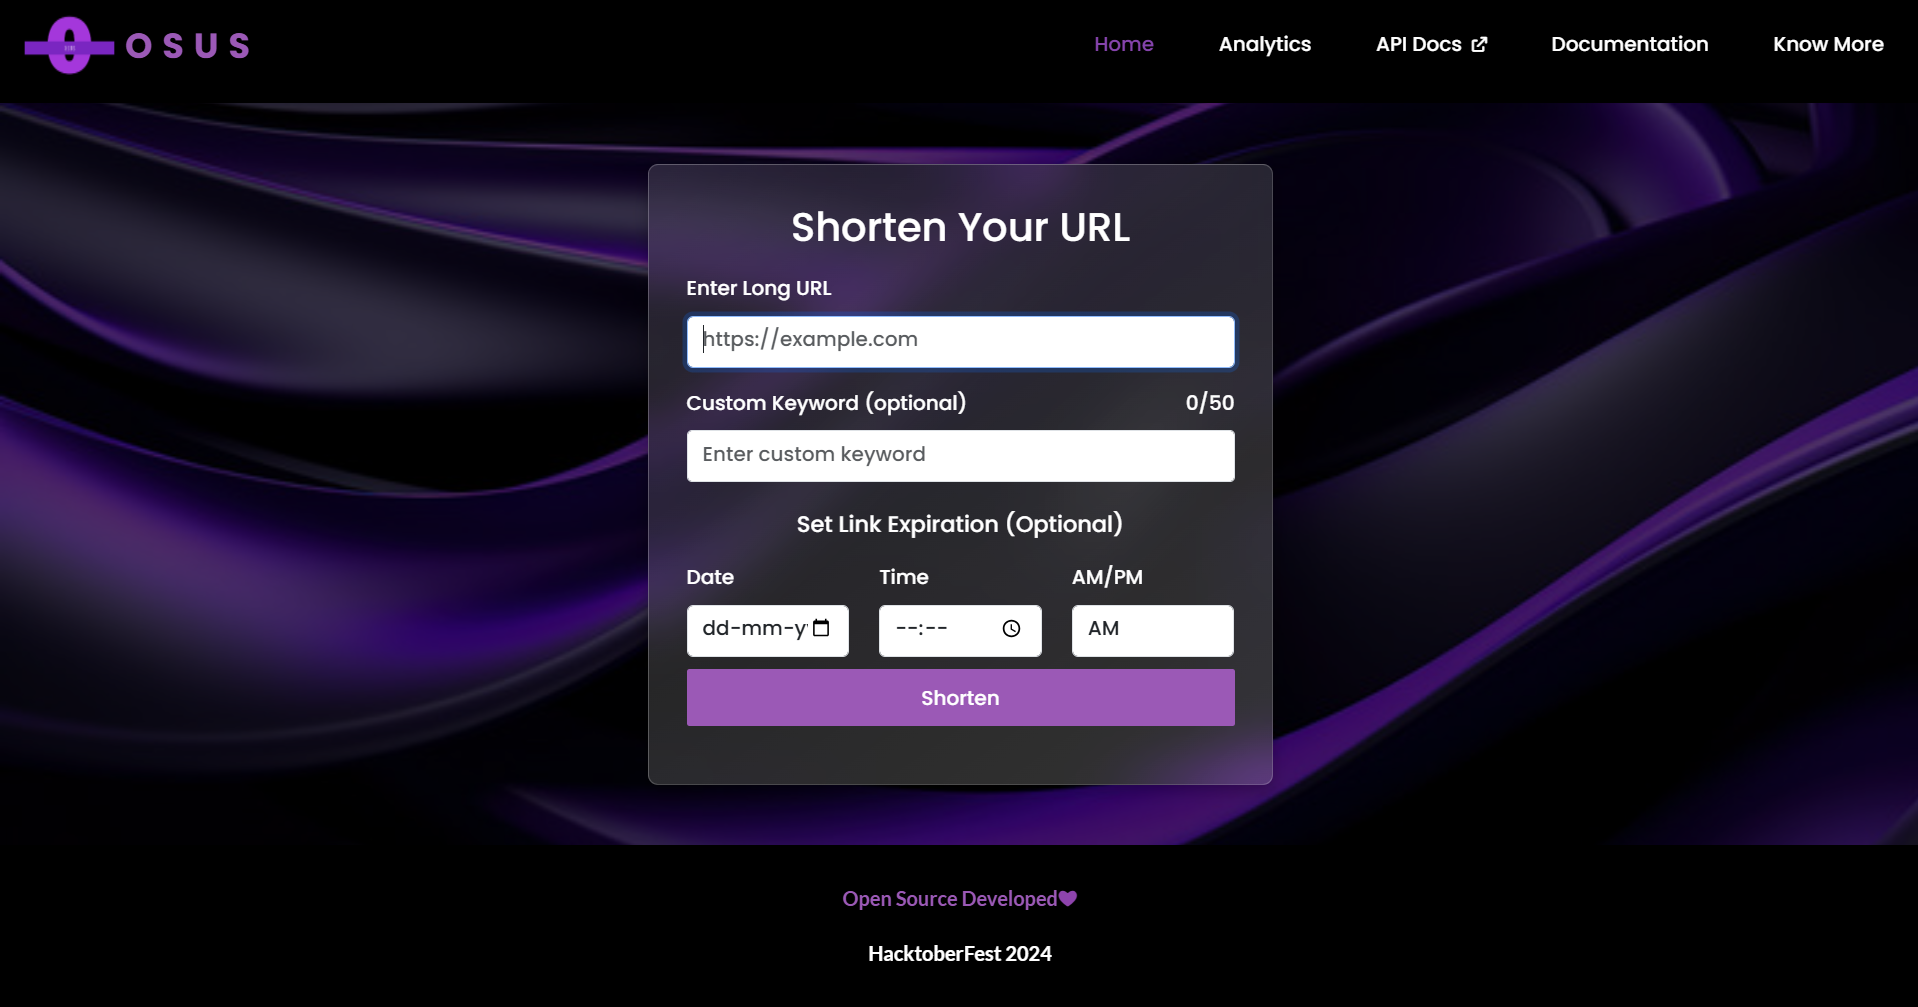 OSUS
Home Analytics API Docs Documentation Know More
Shorten Your URL
Enter Long URL
https://example.com
Custom Keyword (optional) 0/50
Enter custom keyword
Set Link Expiration (Optional)
Date Time AM/PM
dd-mm-y --:-- AM
Shorten
Open Source Developed
HacktoberFest 2024